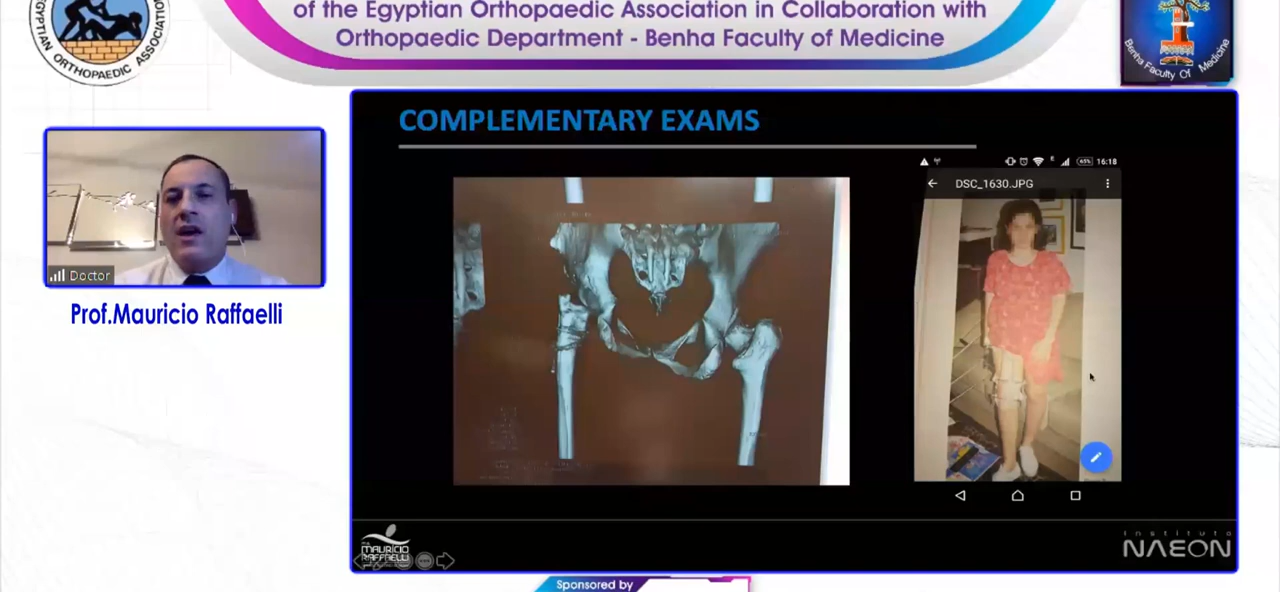 of the Egyptian Orthopaedic Association in Collaboration with
Orthopaedic Department - Benha Faculty of Medicine
EGYPTIAN ORTHOPAEDIC ASSOCIATION
Benha Faculty Of Medicine
COMPLEMENTARY EXAMS
65% 16:18
DSC_1630.JPG
Doctor
Prof.Mauricio Raffaelli
MAURICIO
RAFFAELLI
instituto
NAEON
Sponsored by